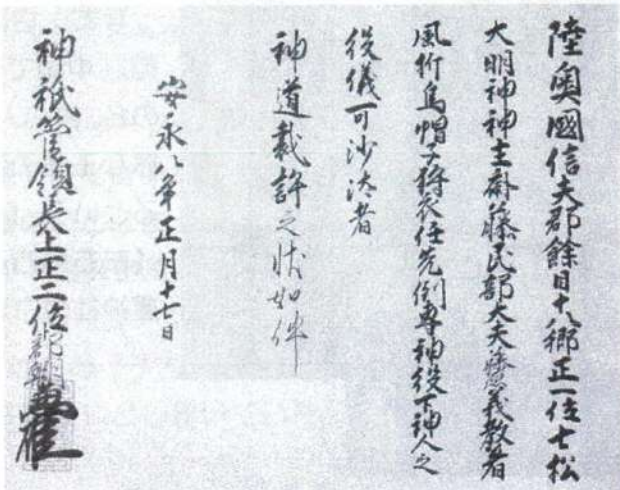 陸奥國信夫郡餘目十八郷正一位七松
大明神神主斎藤民部大夫藤原義教着
風折烏帽子狩衣任先例専神役下神人之
役儀可沙汰者
神道裁許之状如件
安永八年正月十七日
神祇管領長上正二位